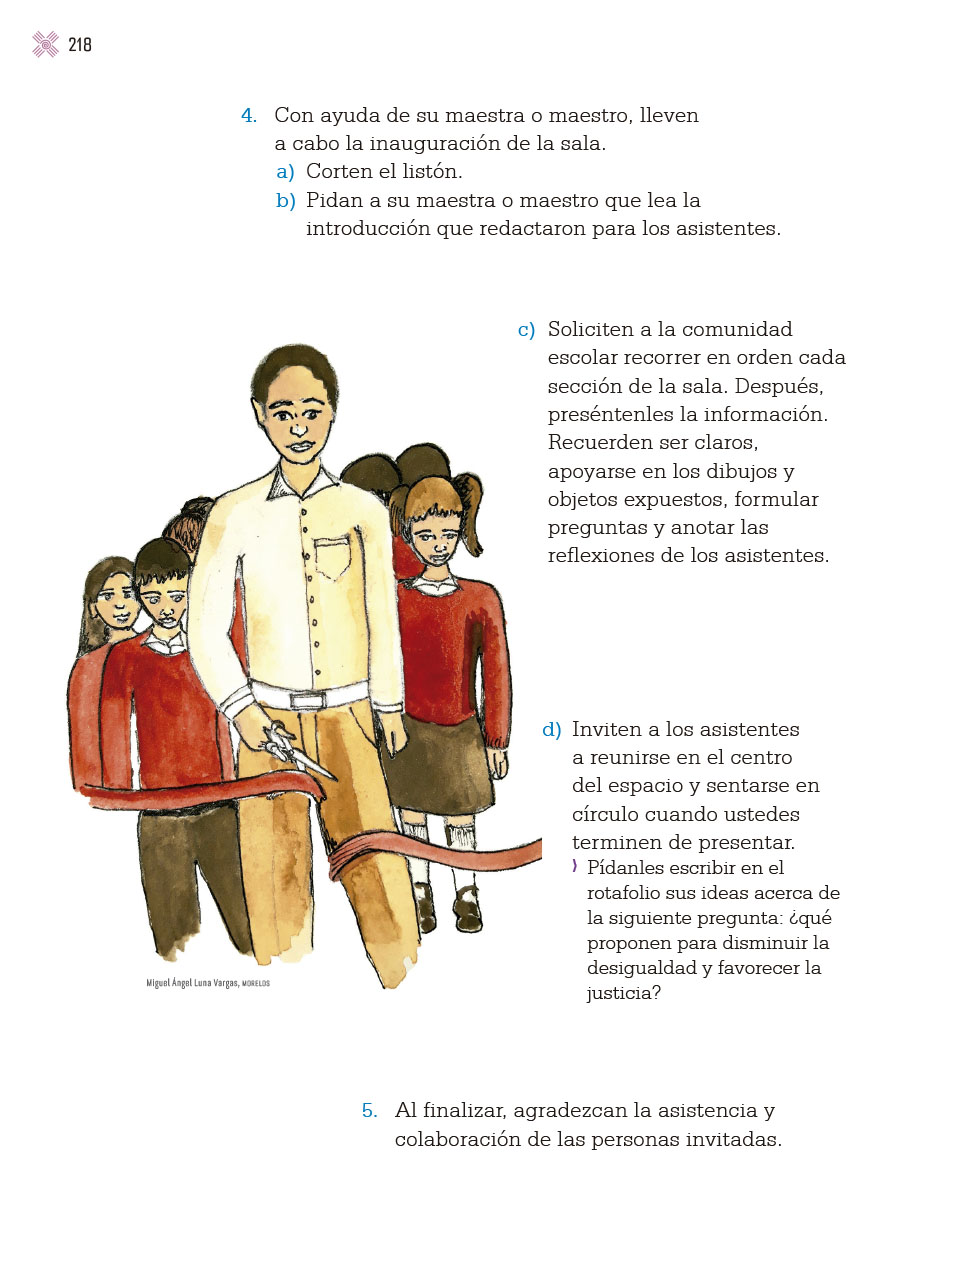 218
4. Con ayuda de su maestra o maestro, lleven
a cabo la inauguración de la sala.
a) Corten el listón.
b) Pidan a su maestra o maestro que lea la
introducción que redactaron para los asistentes.
c) Soliciten a la comunidad
escolar recorrer en orden cada
sección de la sala. Después,
preséntenles la información.
Recuerden ser claros,
apoyarse en los dibujos y
objetos expuestos, formular
preguntas y anotar las
reflexiones de los asistentes.
d) Inviten a los asistentes
a reunirse en el centro
del espacio y sentarse en
círculo cuando ustedes
terminen de presentar.
Pídanles escribir en el
rotafolio sus ideas acerca de
la siguiente pregunta: ¿qué
proponen para disminuir la
desigualdad y favorecer la
justicia?
Miguel Ángel Luna Vargas, MORELOS
5. Al finalizar, agradezcan la asistencia y
colaboración de las personas invitadas.